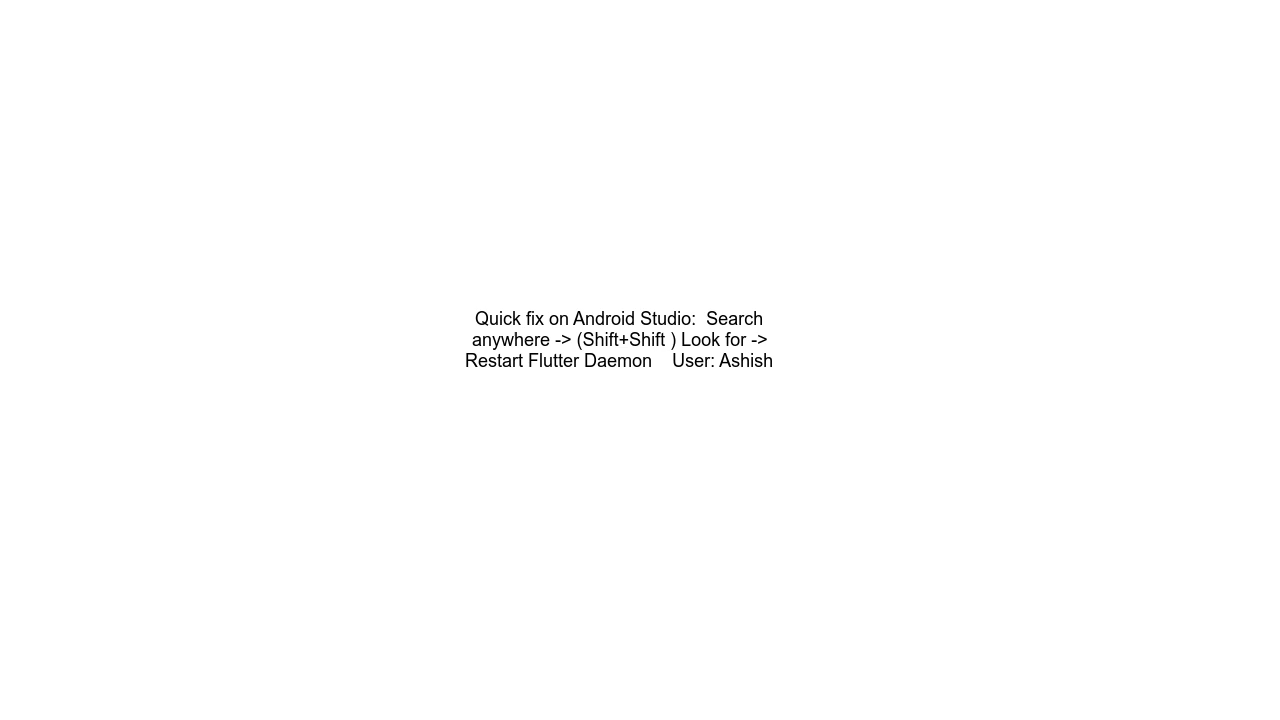 Quick fix on Android Studio:  Search
anywhere -> (Shift+Shift ) Look for ->
Restart Flutter Daemon    User: Ashish